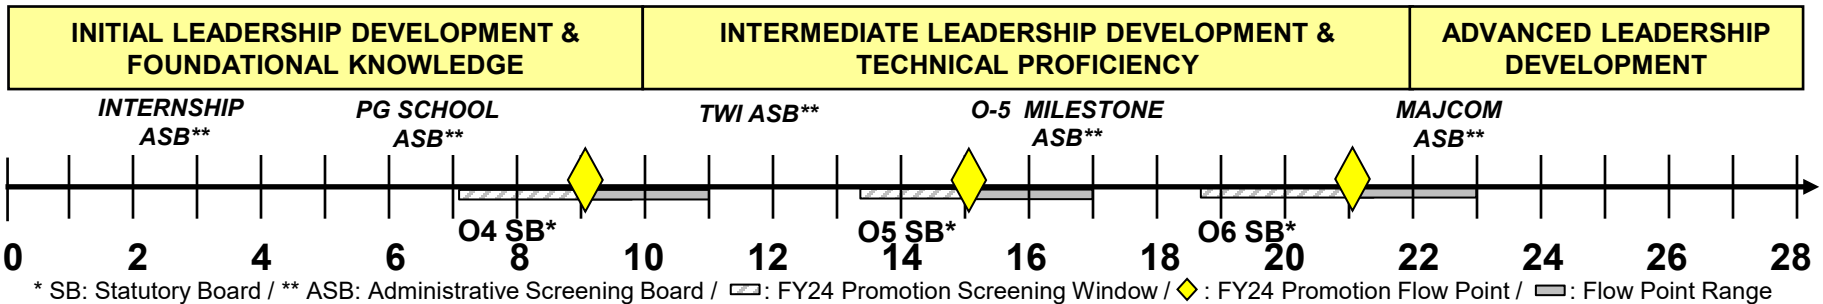 INITIAL LEADERSHIP DEVELOPMENT &
FOUNDATIONAL KNOWLEDGE
INTERMEDIATE LEADERSHIP DEVELOPMENT &
TECHNICAL PROFICIENCY
ADVANCED LEADERSHIP
DEVELOPMENT
INTERNSHIP
ASB**
PG SCHOOL
ASB**
TWI ASB**
O-5 MILESTONE
ASB**
MAJCOM
ASB**
O4 SB*
O5 SB*
O6 SB*
0 2 4 6 8 10 12 14 16 18 20 22 24 26 28
* SB: Statutory Board / ** ASB: Administrative Screening Board / : FY24 Promotion Screening Window / : FY24 Promotion Flow Point / : Flow Point Range